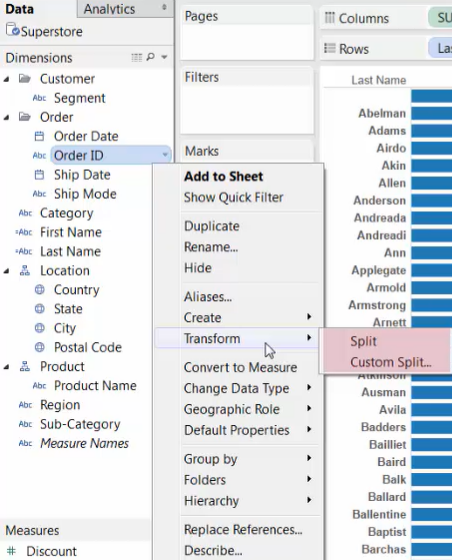 Data
Analytics
Superstore
Dimensions
Customer
Abc Segment
Order
Order Date
Abc Order ID
Ship Date
Abc Ship Mode
Abc Category
=Abc First Name
=Abc Last Name
Location
Country
State
City
Postal Code
Product
Abc Product Name
Abc Region
Abc Sub-Category
Abc Measure Names
Measures
# Discount
Pages
Filters
Marks
Add to Sheet
Show Quick Filter
Duplicate
Rename...
Hide
Aliases...
Create
Transform
Convert to Measure
Change Data Type
Geographic Role
Default Properties
Group by
Folders
Hierarchy
Replace References...
Describe...
Split
Custom Split...
Columns
SU
Rows
Las
Last Name
Abelman
Adams
Airdo
Akin
Allen
Anderson
Andreada
Andreadi
Ann
Applegate
Armold
Armstrong
Arnett
Atkinson
Ausman
Avila
Badders
Bailliet
Baird
Balk
Ballard
Ballentine
Baptist
Barchas